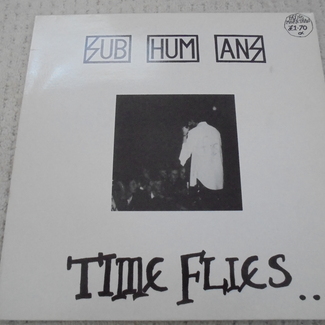 SUB HUM ANS
£1·70
TIME FLIES..